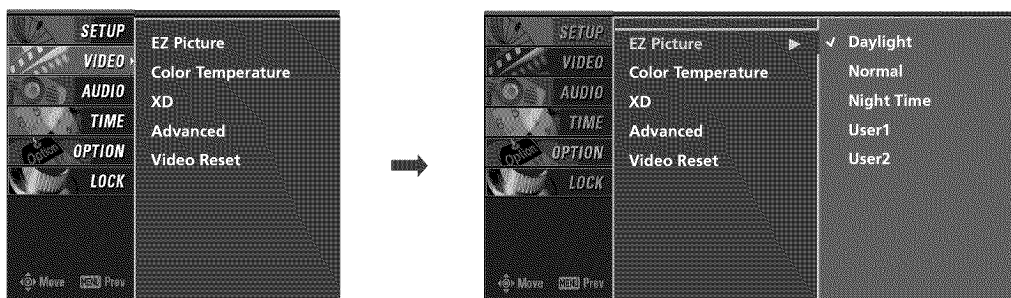 SETUP
VIDEO
AUDIO
TIME
OPTION
LOCK
EZ Picture
Color Temperature
XD
Advanced
Video Reset
Option
Move MENU Prev
SETUP
VIDEO
AUDIO
TIME
OPTION
LOCK
EZ Picture
Color Temperature
XD
Advanced
Video Reset
✓ Daylight
Normal
Night Time
User1
User2
Option
Move MENU Prev